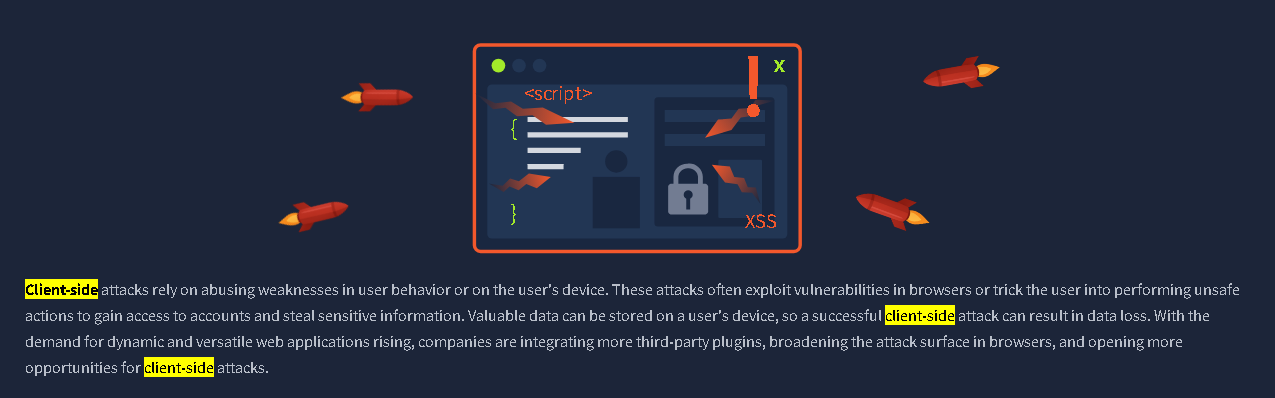 X
<script>
{
}
XSS
Client-side attacks rely on abusing weaknesses in user behavior or on the user's device. These attacks often exploit vulnerabilities in browsers or trick the user into performing unsafe
actions to gain access to accounts and steal sensitive information. Valuable data can be stored on a user's device, so a successful client-side attack can result in data loss. With the
demand for dynamic and versatile web applications rising, companies are integrating more third-party plugins, broadening the attack surface in browsers, and opening more
opportunities for client-side attacks.